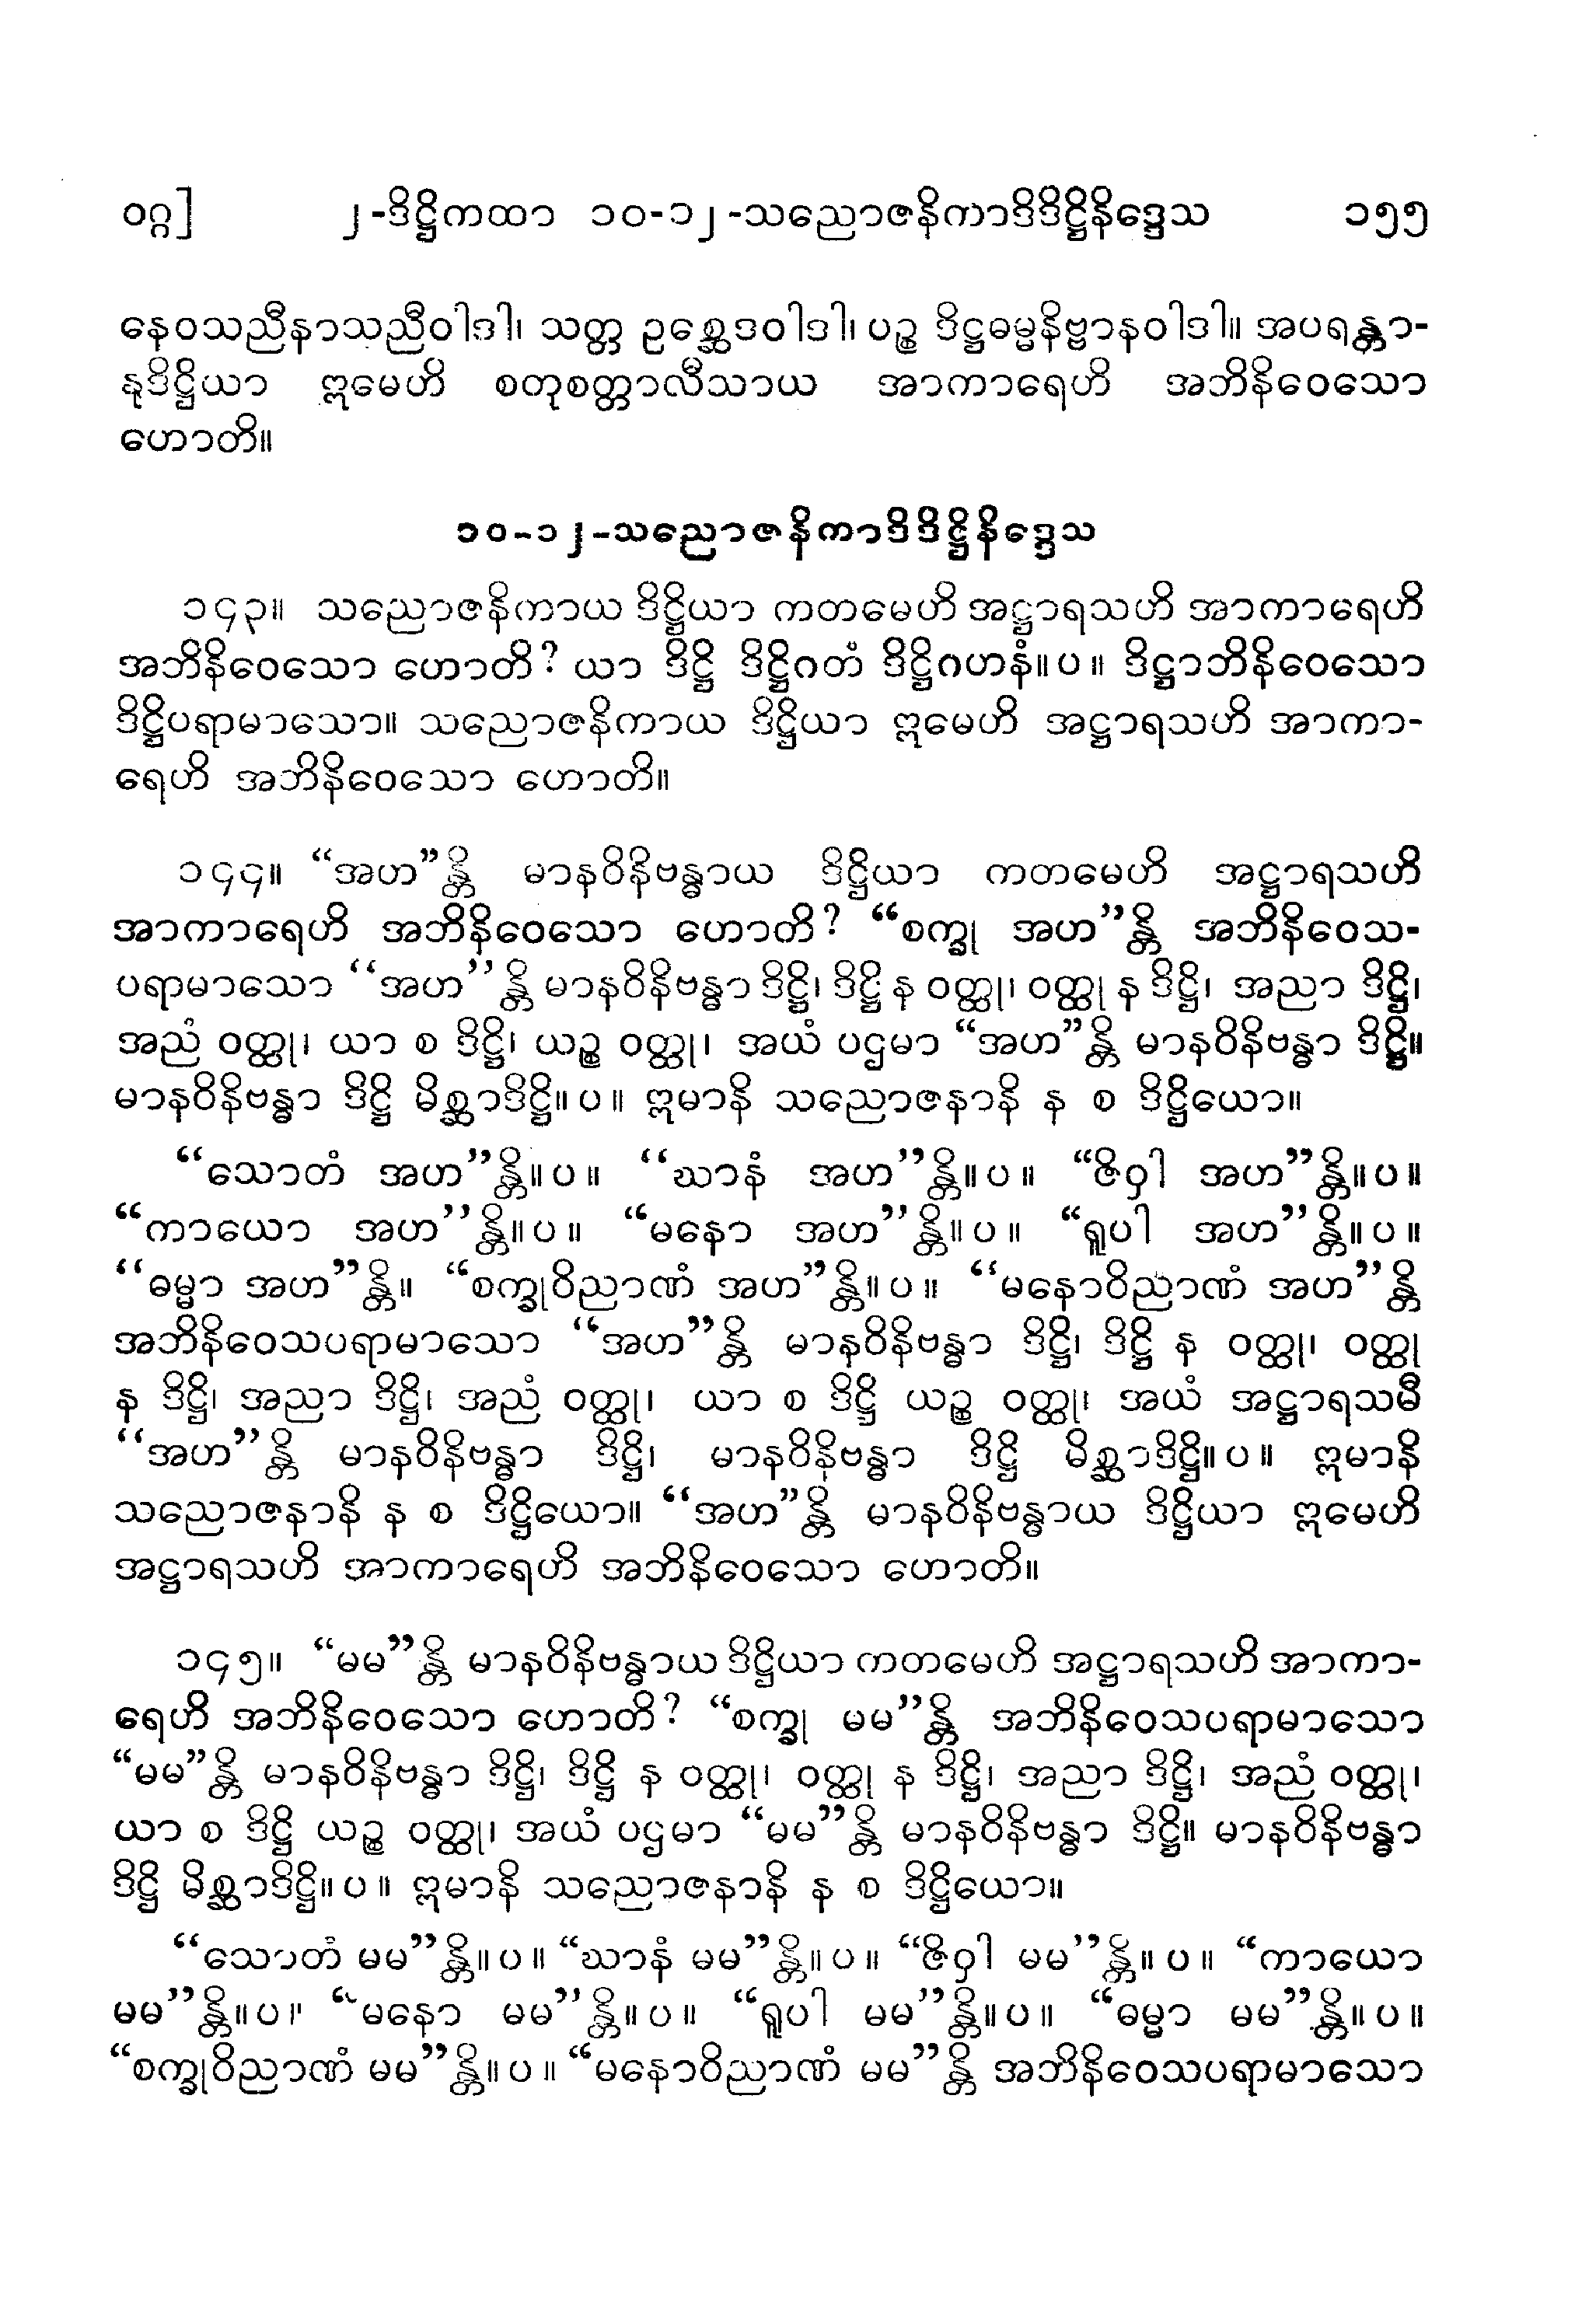 ဝဂ္ဂ] ၂-ဒိဋ္ဌိကထာ ၁၀-၁၂-သညောဇနိကာဒိဒိဋ္ဌိနိဒ္ဒေသ ၁၅၅
နေဝသညီနာသညီဝါဒါ၊ သတ္တ ဥစ္ဆေဒဝါဒါ၊ ပဉ္စ ဒိဋ္ဌဓမ္မနိဗ္ဗာနဝါဒါ။ အပရန္တာ-
နုဒိဋ္ဌိယာ ဣမေဟိ စတုစတ္တာလီသာယ အာကာရေဟိ အဘိနိဝေသော
ဟောတိ။
၁၀-၁၂-သညောဇနိကာဒိဒိဋ္ဌိနိဒ္ဒေသ
၁၄၃။ သညောဇနိကာယ ဒိဋ္ဌိယာ ကတမေဟိ အဋ္ဌာရသဟိ အာကာရေဟိ
အဘိနိဝေသော ဟောတိ? ယာ ဒိဋ္ဌိ ဒိဋ္ဌိဂတံ ဒိဋ္ဌိဂဟနံ။ပ။ ဒိဋ္ဌာဘိနိဝေသော
ဒိဋ္ဌိပရာမာသော။ သညောဇနိကာယ ဒိဋ္ဌိယာ ဣမေဟိ အဋ္ဌာရသဟိ အာကာ-
ရေဟိ အဘိနိဝေသော ဟောတိ။
၁၄၄။ “အဟ”န္တိ မာနဝိနိဗန္ဓာယ ဒိဋ္ဌိယာ ကတမေဟိ အဋ္ဌာရသဟိ
အာကာရေဟိ အဘိနိဝေသော ဟောတိ? “စက္ခု အဟ”န္တိ အဘိနိဝေသ-
ပရာမာသော “အဟ”န္တိ မာနဝိနိဗန္ဓာ ဒိဋ္ဌိ၊ ဒိဋ္ဌိ န ဝတ္ထု၊ ဝတ္ထု န ဒိဋ္ဌိ၊ အညာ ဒိဋ္ဌိ၊
အညံ ဝတ္ထု၊ ယာ စ ဒိဋ္ဌိ၊ ယဉ္စ ဝတ္ထု၊ အယံ ပဌမာ “အဟ”န္တိ မာနဝိနိဗန္ဓာ ဒိဋ္ဌိ။
မာနဝိနိဗန္ဓာ ဒိဋ္ဌိ မိစ္ဆာဒိဋ္ဌိ။ပ။ ဣမာနိ သညောဇနာနိ န စ ဒိဋ္ဌိယော။
“သောတံ အဟ”န္တိ။ပ။ “ဃာနံ အဟ”န္တိ။ပ။ “ဇိဝှါ အဟ”န္တိ။ပ။
“ကာယော အဟ”န္တိ။ပ။ “မနော အဟ”န္တိ။ပ။ “ရူပါ အဟ”န္တိ။ပ။
“ဓမ္မာ အဟ”န္တိ။ “စက္ခုဝိညာဏံ အဟ”န္တိ။ပ။ “မနောဝိညာဏံ အဟ”န္တိ
အဘိနိဝေသပရာမာသော “အဟ”န္တိ မာနဝိနိဗန္ဓာ ဒိဋ္ဌိ၊ ဒိဋ္ဌိ န ဝတ္ထု၊ ဝတ္ထု
န ဒိဋ္ဌိ၊ အညာ ဒိဋ္ဌိ၊ အညံ ဝတ္ထု၊ ယာ စ ဒိဋ္ဌိ ယဉ္စ ဝတ္ထု၊ အယံ အဋ္ဌာရသမီ
“အဟ”န္တိ မာနဝိနိဗန္ဓာ ဒိဋ္ဌိ၊ မာနဝိနိဗန္ဓာ ဒိဋ္ဌိ မိစ္ဆာဒိဋ္ဌိ။ပ။ ဣမာနိ
သညောဇနာနိ န စ ဒိဋ္ဌိယော။ “အဟ”န္တိ မာနဝိနိဗန္ဓာယ ဒိဋ္ဌိယာ ဣမေဟိ
အဋ္ဌာရသဟိ အာကာရေဟိ အဘိနိဝေသော ဟောတိ။
၁၄၅။ “မမ”န္တိ မာနဝိနိဗန္ဓာယ ဒိဋ္ဌိယာ ကတမေဟိ အဋ္ဌာရသဟိ အာကာ-
ရေဟိ အဘိနိဝေသော ဟောတိ? “စက္ခု မမ”န္တိ အဘိနိဝေသပရာမာသော
“မမ”န္တိ မာနဝိနိဗန္ဓာ ဒိဋ္ဌိ၊ ဒိဋ္ဌိ န ဝတ္ထု၊ ဝတ္ထု န ဒိဋ္ဌိ၊ အညာ ဒိဋ္ဌိ၊ အညံ ဝတ္ထု၊
ယာ စ ဒိဋ္ဌိ ယဉ္စ ဝတ္ထု၊ အယံ ပဌမာ “မမ”န္တိ မာနဝိနိဗန္ဓာ ဒိဋ္ဌိ။ မာနဝိနိဗန္ဓာ
ဒိဋ္ဌိ မိစ္ဆာဒိဋ္ဌိ။ပ။ ဣမာနိ သညောဇနာနိ န စ ဒိဋ္ဌိယော။
“သောတံ မမ”န္တိ။ပ။ “ဃာနံ မမ”န္တိ။ပ။ “ဇိဝှါ မမ”န္တိ။ပ။ “ကာယော
မမ”န္တိ။ပ။ “မနော မမ”န္တိ။ပ။ “ရူပါ မမ”န္တိ။ပ။ “ဓမ္မာ မမ”န္တိ။ပ။
“စက္ခုဝိညာဏံ မမ”န္တိ။ပ။ “မနောဝိညာဏံ မမ”န္တိ အဘိနိဝေသပရာမာသော